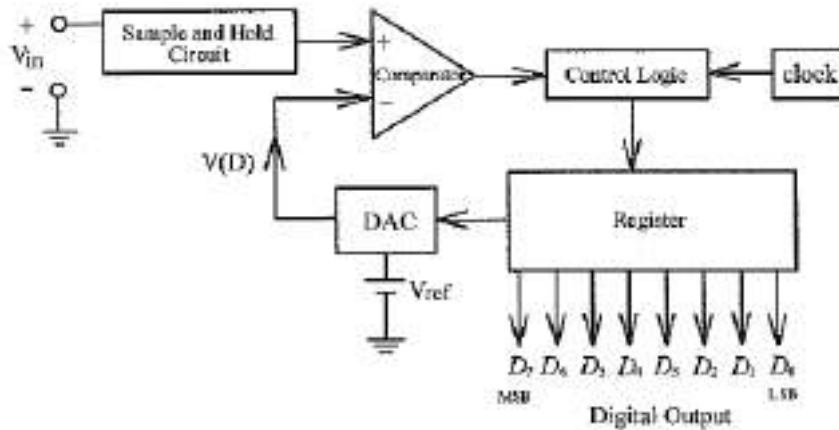 +
Vin
-
Sample and Hold
Circuit
+
Comparator
−
Control Logic
clock
V(D)
DAC
Vref
Register
D7 D6 D5 D4 D3 D2 D1 D0
MSB LSB
Digital Output